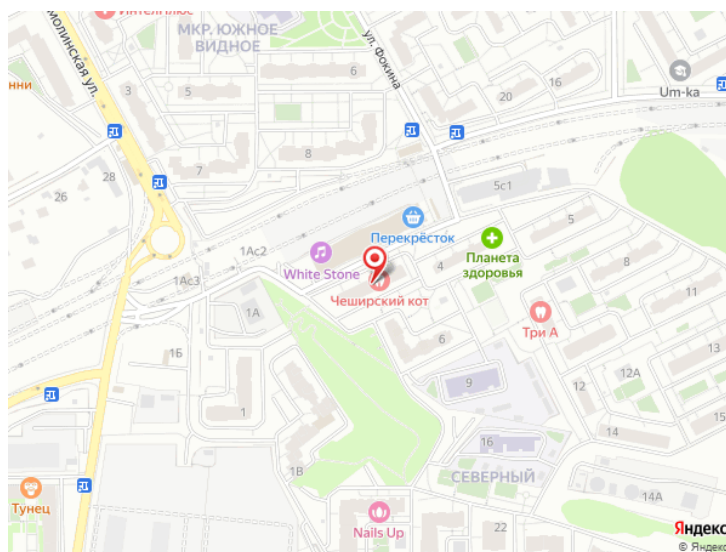 МКР. ЮЖНОЕ
ВИДНОЕ
ул. Фокина
6
16
20
Um-ka
3
5
7
8
28
26
5с1
Перекрёсток
5
1Ас2
White Stone
4
Планета
здоровья
8
1Ас3
Чеширский кот
11
1А
Три А
6
13
1Б
9
12А
12
15
1
14
16
1В
СЕВЕРНЫЙ
14А
Тунец
Nails Up
22
© Яндекс